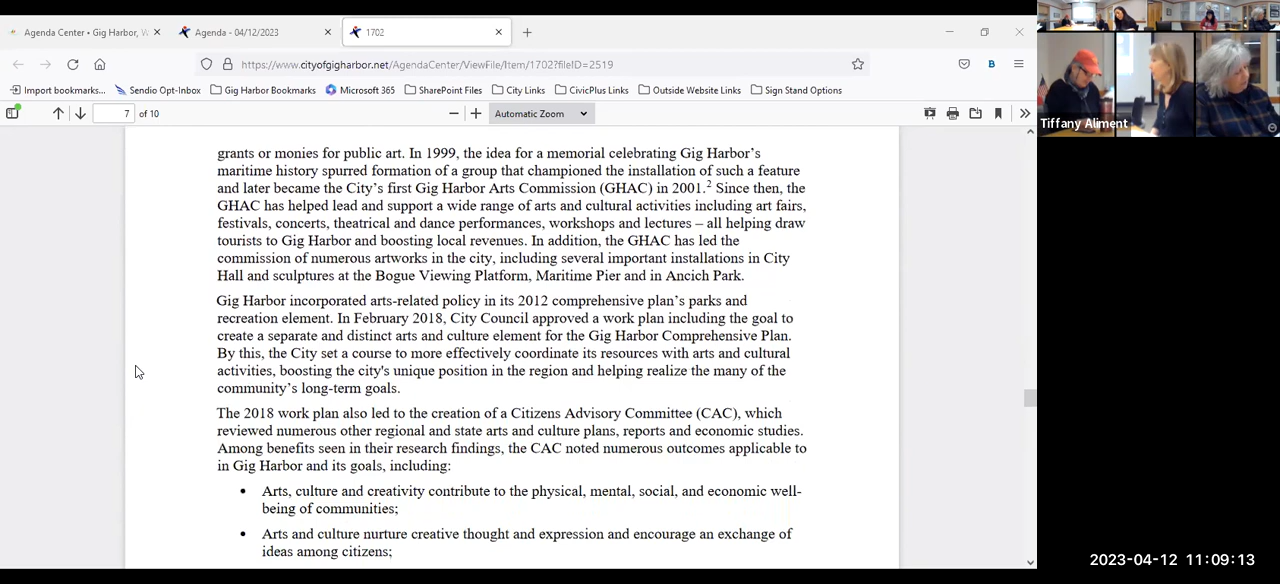 Agenda Center • Gig Harbor, W
Agenda - 04/12/2023
1702
https://www.cityofgigharbor.net/AgendaCenter/ViewFile/Item/1702?fileID=2519
Import bookmarks...
Sendio Opt-Inbox
Gig Harbor Bookmarks
Microsoft 365
SharePoint Files
City Links
CivicPlus Links
Outside Website Links
Sign Stand Options
7 of 10
Automatic Zoom
grants or monies for public art. In 1999, the idea for a memorial celebrating Gig Harbor's
maritime history spurred formation of a group that championed the installation of such a feature
and later became the City's first Gig Harbor Arts Commission (GHAC) in 2001.2 Since then, the
GHAC has helped lead and support a wide range of arts and cultural activities including art fairs,
festivals, concerts, theatrical and dance performances, workshops and lectures – all helping draw
tourists to Gig Harbor and boosting local revenues. In addition, the GHAC has led the
commission of numerous artworks in the city, including several important installations in City
Hall and sculptures at the Bogue Viewing Platform, Maritime Pier and in Ancich Park.
Gig Harbor incorporated arts-related policy in its 2012 comprehensive plan's parks and
recreation element. In February 2018, City Council approved a work plan including the goal to
create a separate and distinct arts and culture element for the Gig Harbor Comprehensive Plan.
By this, the City set a course to more effectively coordinate its resources with arts and cultural
activities, boosting the city's unique position in the region and helping realize the many of the
community's long-term goals.
The 2018 work plan also led to the creation of a Citizens Advisory Committee (CAC), which
reviewed numerous other regional and state arts and culture plans, reports and economic studies.
Among benefits seen in their research findings, the CAC noted numerous outcomes applicable to
in Gig Harbor and its goals, including:
• Arts, culture and creativity contribute to the physical, mental, social, and economic well-
being of communities;
• Arts and culture nurture creative thought and expression and encourage an exchange of
ideas among citizens;
Tiffany Aliment
2023-04-12 11:09:13